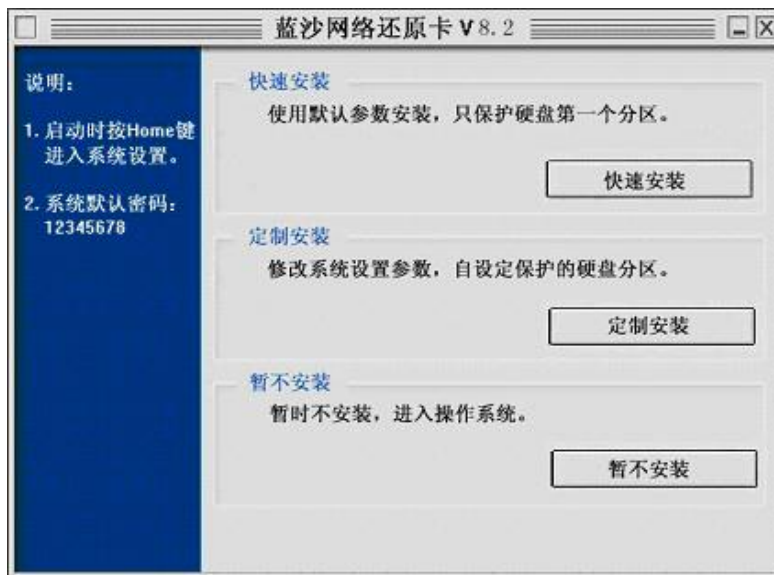 蓝沙网络还原卡 V8.2
说明：
1. 启动时按Home键
进入系统设置。
2. 系统默认密码：
12345678
快速安装
使用默认参数安装，只保护硬盘第一个分区。
快速安装
定制安装
修改系统设置参数，自设定保护的硬盘分区。
定制安装
暂不安装
暂时不安装，进入操作系统。
暂不安装